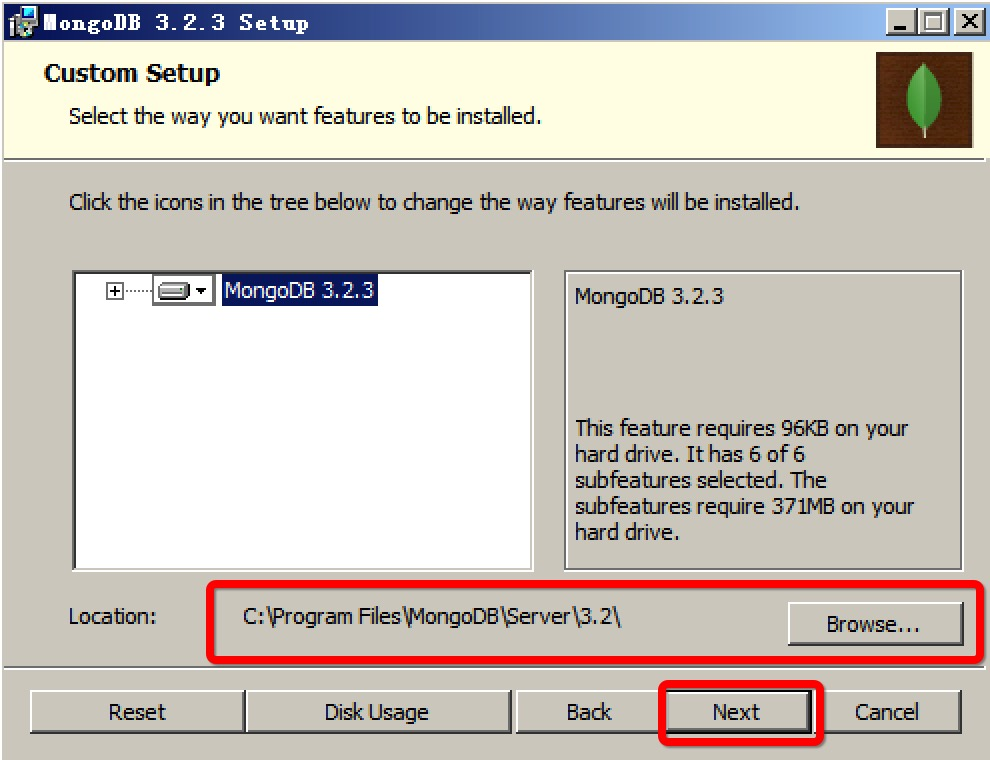 MongoDB 3.2.3 Setup
Custom Setup
Select the way you want features to be installed.
Click the icons in the tree below to change the way features will be installed.
MongoDB 3.2.3
MongoDB 3.2.3
This feature requires 96KB on your
hard drive. It has 6 of 6
subfeatures selected. The
subfeatures require 371MB on your
hard drive.
Location:
C:\Program Files\MongoDB\Server\3.2\
Browse...
Reset
Disk Usage
Back
Next
Cancel